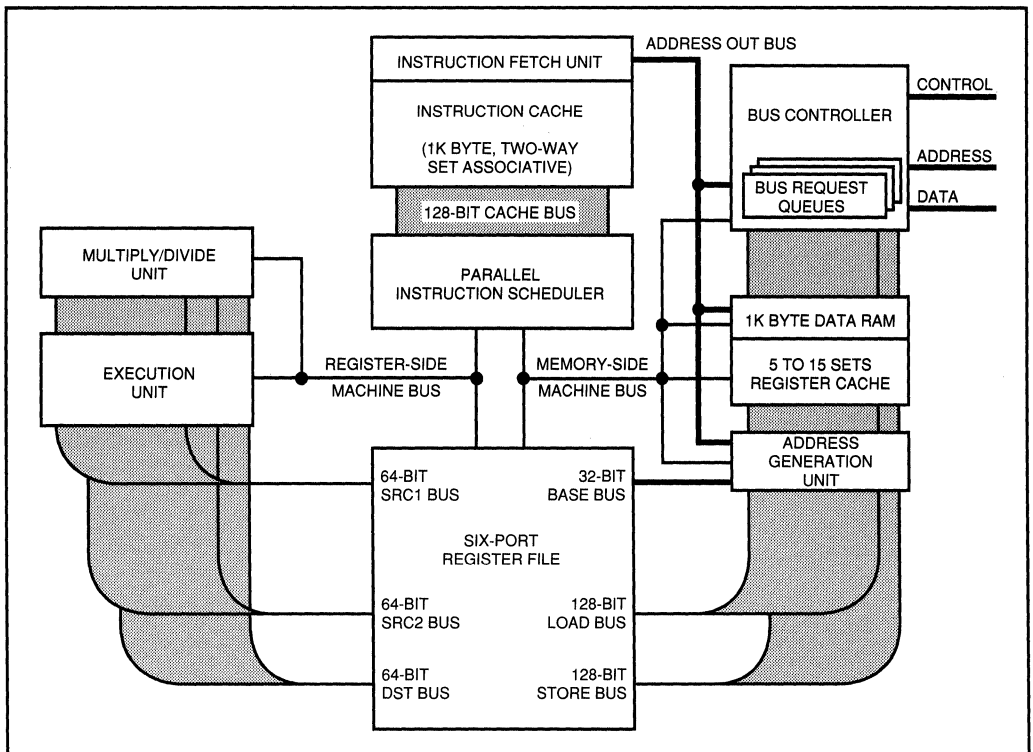 INSTRUCTION FETCH UNIT
ADDRESS OUT BUS
INSTRUCTION CACHE
(1K BYTE, TWO-WAY
SET ASSOCIATIVE)
128-BIT CACHE BUS
PARALLEL
INSTRUCTION SCHEDULER
BUS CONTROLLER
BUS REQUEST
QUEUES
CONTROL
ADDRESS
DATA
MULTIPLY/DIVIDE
UNIT
EXECUTION
UNIT
REGISTER-SIDE
MACHINE BUS
MEMORY-SIDE
MACHINE BUS
1K BYTE DATA RAM
5 TO 15 SETS
REGISTER CACHE
ADDRESS
GENERATION
UNIT
64-BIT
SRC1 BUS
32-BIT
BASE BUS
SIX-PORT
REGISTER FILE
64-BIT
SRC2 BUS
128-BIT
LOAD BUS
64-BIT
DST BUS
128-BIT
STORE BUS